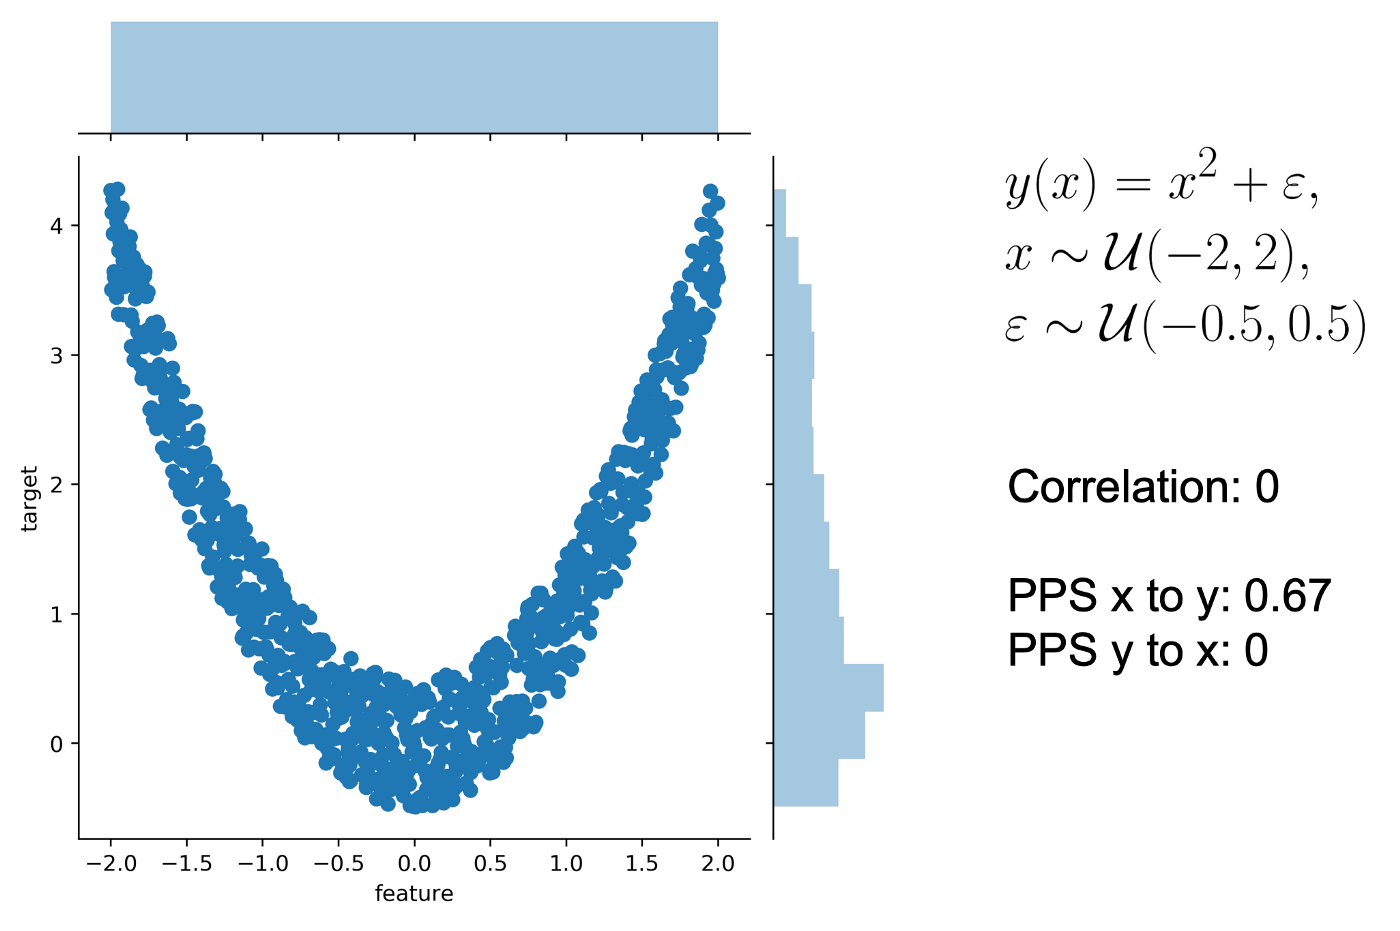 4
3
2
1
0
target
−2.0 −1.5 −1.0 −0.5 0.0 0.5 1.0 1.5 2.0
feature
y(x) = x² + ε,
x ∼ 𝒰(−2, 2),
ε ∼ 𝒰(−0.5, 0.5)
Correlation: 0
PPS x to y: 0.67
PPS y to x: 0